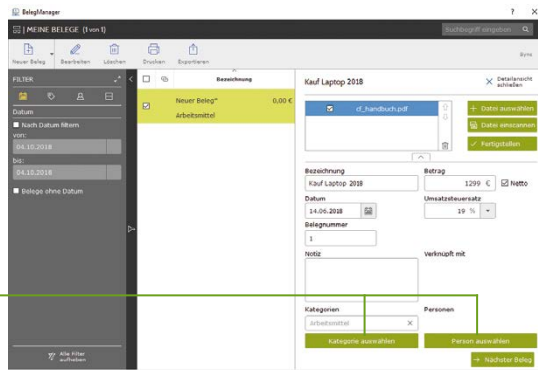 BelegManager
? X
MEINE BELEGE (1 von 1)
Suchbegriff eingeben
Neuer Beleg
Bearbeiten
Löschen
Drucken
Exportieren
Sync
FILTER
Datum
Nach Datum filtern
von:
04.10.2018
bis:
04.10.2018
Belege ohne Datum
Alle Filter
aufheben
Bezeichnung
Neuer Beleg* 0,00 €
Arbeitsmittel
Kauf Laptop 2018
X Detailansicht
schließen
cf_handbuch.pdf
+ Datei auswählen
Datei einscannen
Fertigstellen
Bezeichnung Betrag
Kauf Laptop 2018 1299 € Netto
Datum Umsatzsteuersatz
14.06.2018 19 %
Belegnummer
1
Notiz Verknüpft mit
Kategorien Personen
Arbeitsmittel X
Kategorie auswählen Person auswählen
→ Nächster Beleg